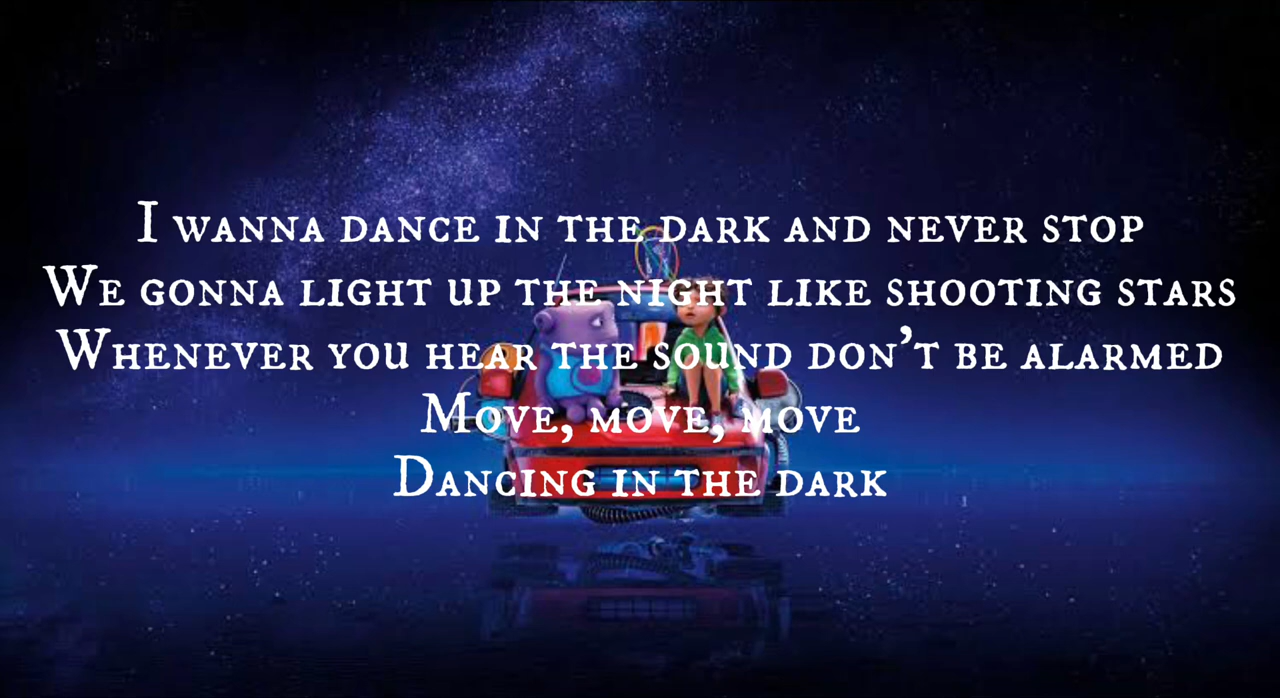 I wanna dance in the dark and never stop
We gonna light up the night like shooting stars
Whenever you hear the sound don't be alarmed
Move, move, move
Dancing in the dark